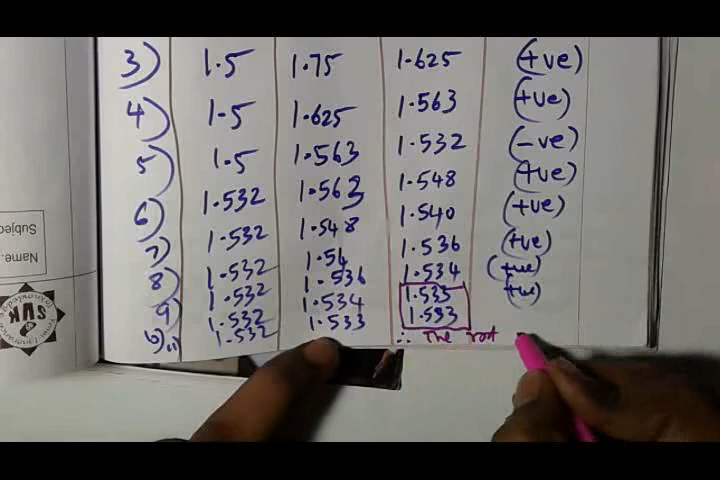 3) 1.5 1.75 1.625 (+ve)
4) 1.5 1.625 1.563 (+ve)
5) 1.5 1.563 1.532 (-ve)
6) 1.532 1.563 1.548 (+ve)
7) 1.532 1.548 1.540 (+ve)
8) 1.532 1.54 1.536 (+ve)
9) 1.532 1.536 1.534 (+ve)
1.532 1.534 1.533 (+ve)
11) 1.532 1.533 1.533
∴ The root
Name.
Subjec
SUK